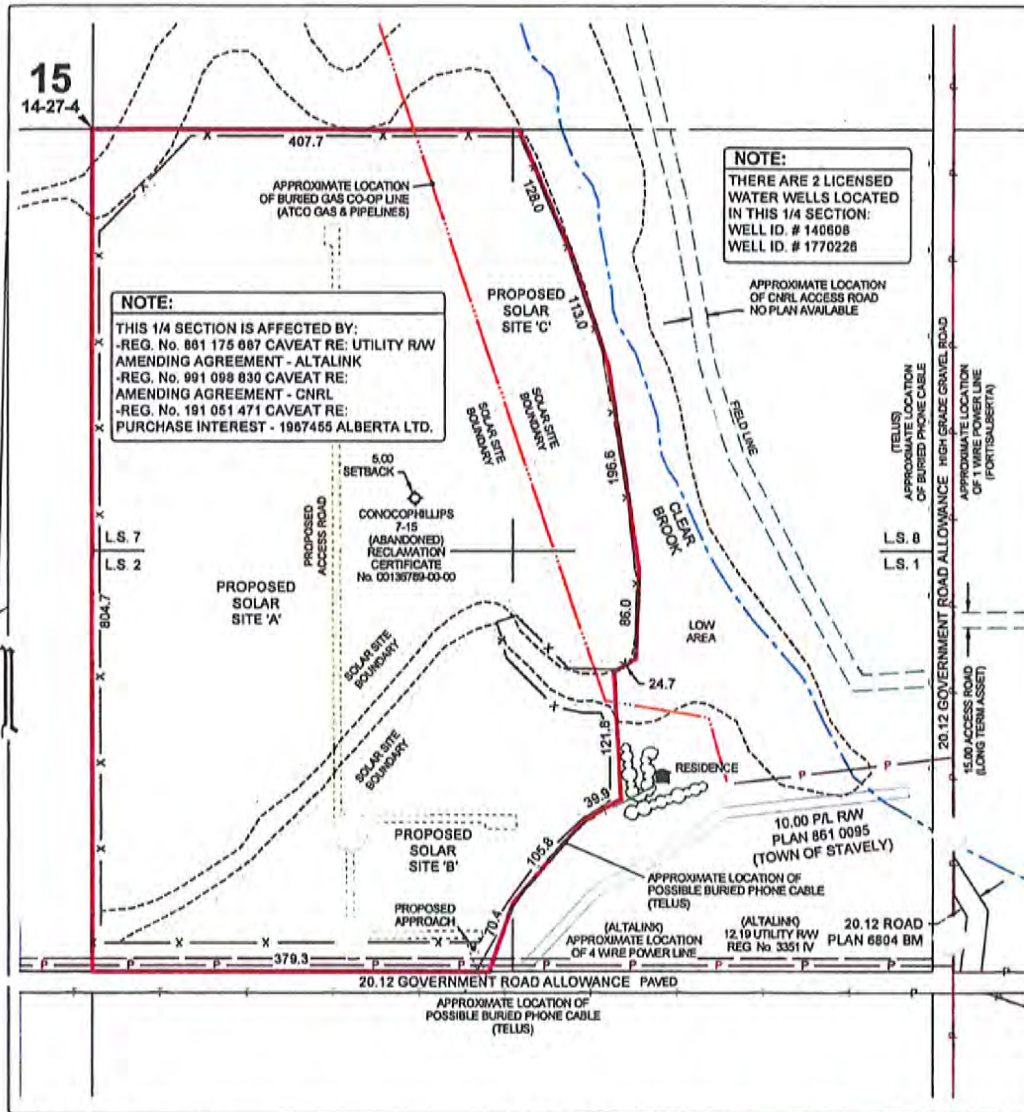 15
14-27-4
407.7
APPROXIMATE LOCATION
OF BURIED GAS CO-OP LINE
(ATCO GAS & PIPELINES)
128.0
NOTE:
THERE ARE 2 LICENSED
WATER WELLS LOCATED
IN THIS 1/4 SECTION:
WELL ID. # 140608
WELL ID. # 1770226
APPROXIMATE LOCATION
OF CNRL ACCESS ROAD
NO PLAN AVAILABLE
PROPOSED
SOLAR
SITE 'C'
113.0
NOTE:
THIS 1/4 SECTION IS AFFECTED BY:
-REG. No. 861 175 687 CAVEAT RE: UTILITY R/W
AMENDING AGREEMENT - ALTALINK
-REG. No. 991 098 830 CAVEAT RE:
AMENDING AGREEMENT - CNRL
-REG. No. 191 051 471 CAVEAT RE:
PURCHASE INTEREST - 1967455 ALBERTA LTD.
SOLAR SITE
BOUNDARY
SOLAR SITE
BOUNDARY
FIELD LINE
196.6
5.00
SETBACK
CONOCOPHILLIPS
7-15
(ABANDONED)
RECLAMATION
CERTIFICATE
No. 00136789-00-00
PROPOSED
ACCESS ROAD
CLEAR
BROOK
(TELUS)
APPROXIMATE LOCATION
OF BURIED PHONE CABLE
20.12 GOVERNMENT ROAD ALLOWANCE HIGH GRADE GRAVEL ROAD
APPROXIMATE LOCATION
OF 1 WIRE POWER LINE
(FORTISALBERTA)
L.S. 7
L.S. 2
L.S. 8
L.S. 1
804.7
PROPOSED
SOLAR
SITE 'A'
86.0
LOW
AREA
15.00 ACCESS ROAD
(LONG TERM ASSET)
SOLAR SITE
BOUNDARY
24.7
SOLAR SITE
BOUNDARY
121.8
RESIDENCE
P
P
39.9
10.00 P/L R/W
PLAN 861 0095
(TOWN OF STAVELY)
PROPOSED
SOLAR
SITE 'B'
105.8
APPROXIMATE LOCATION OF
POSSIBLE BURIED PHONE CABLE
(TELUS)
PROPOSED
APPROACH
70.4
(ALTALINK)
APPROXIMATE LOCATION
OF 4 WIRE POWER LINE
(ALTALINK)
12.19 UTILITY R/W
REG No. 3351 IV
20.12 ROAD
PLAN 6804 BM
379.3
P P P P P P P P
20.12 GOVERNMENT ROAD ALLOWANCE PAVED
APPROXIMATE LOCATION OF
POSSIBLE BURIED PHONE CABLE
(TELUS)